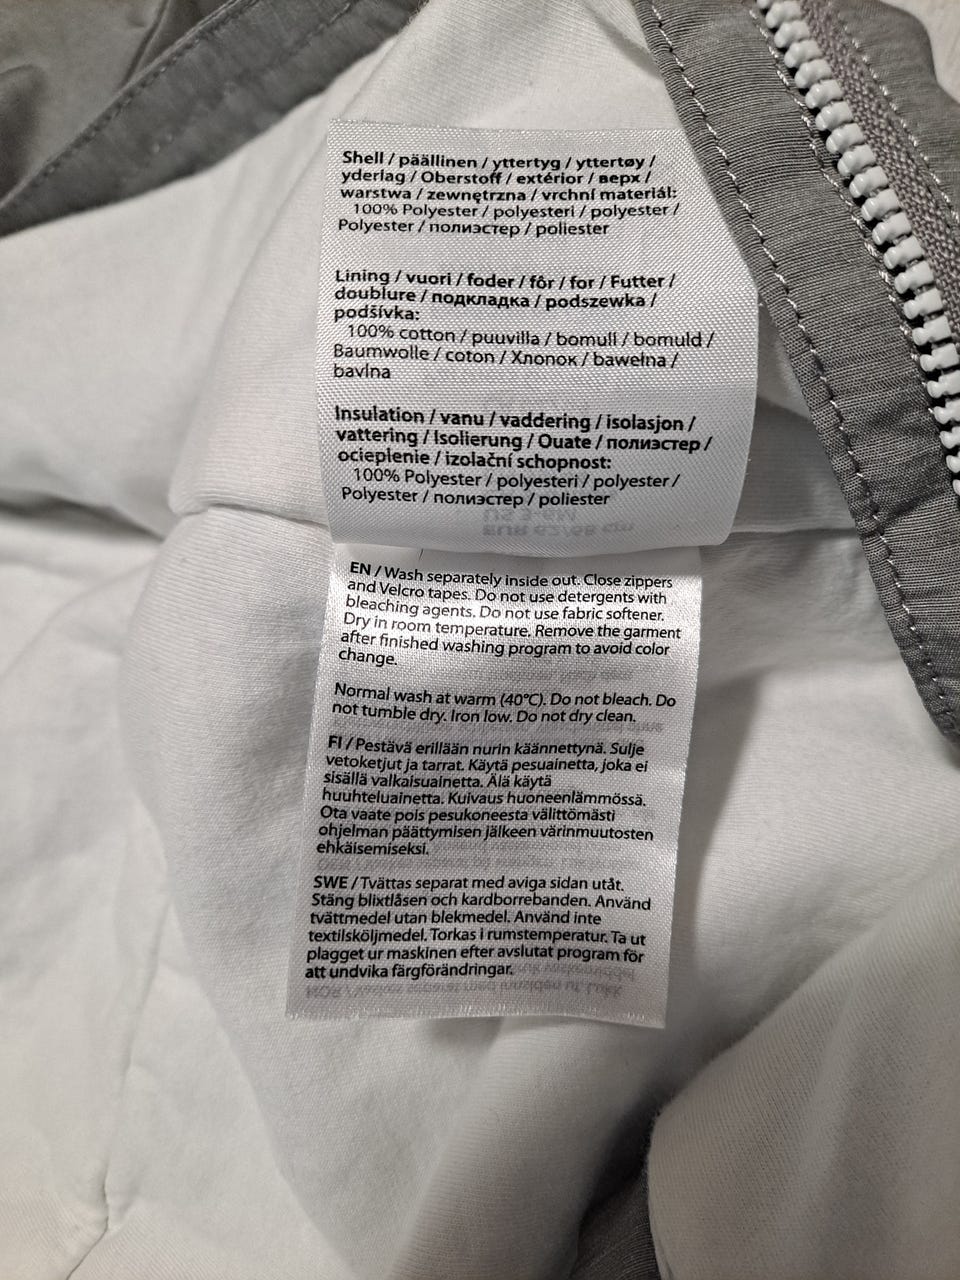 Shell / päällinen / yttertyg / yttertøy /
yderlag / Oberstoff / extérior / верх /
warstwa / zewnętrzna / vrchní materiál:
100% Polyester / polyesteri / polyester /
Polyester / полиэстер / poliester
Lining / vuori / foder / fôr / for / Futter /
doublure / подкладка / podszewka /
podšívka:
100% cotton / puuvilla / bomull / bomuld /
Baumwolle / coton / Хлопок / bawełna /
bavlna
Insulation / vanu / vaddering / isolasjon /
vattering / Isolierung / Ouate / полиэстер /
ocieplenie / izolační schopnost:
100% Polyester / polyesteri / polyester /
Polyester / полиэстер / poliester
EN / Wash separately inside out. Close zippers
and Velcro tapes. Do not use detergents with
bleaching agents. Do not use fabric softener.
Dry in room temperature. Remove the garment
after finished washing program to avoid color
change.
Normal wash at warm (40°C). Do not bleach. Do
not tumble dry. Iron low. Do not dry clean.
FI / Pestävä erillään nurin käännettynä. Sulje
vetoketjut ja tarrat. Käytä pesuainetta, joka ei
sisällä valkaisuainetta. Älä käytä
huuhteluainetta. Kuivaus huoneenlämmössä.
Ota vaate pois pesukoneesta välittömästi
ohjelman päättymisen jälkeen värinmuutosten
ehkäisemiseksi.
SWE / Tvättas separat med aviga sidan utåt.
Stäng blixtlåsen och kardborrebanden. Använd
tvättmedel utan blekmedel. Använd inte
textilsköljmedel. Torkas i rumstemperatur. Ta ut
plagget ur maskinen efter avslutat program för
att undvika färgförändringar.